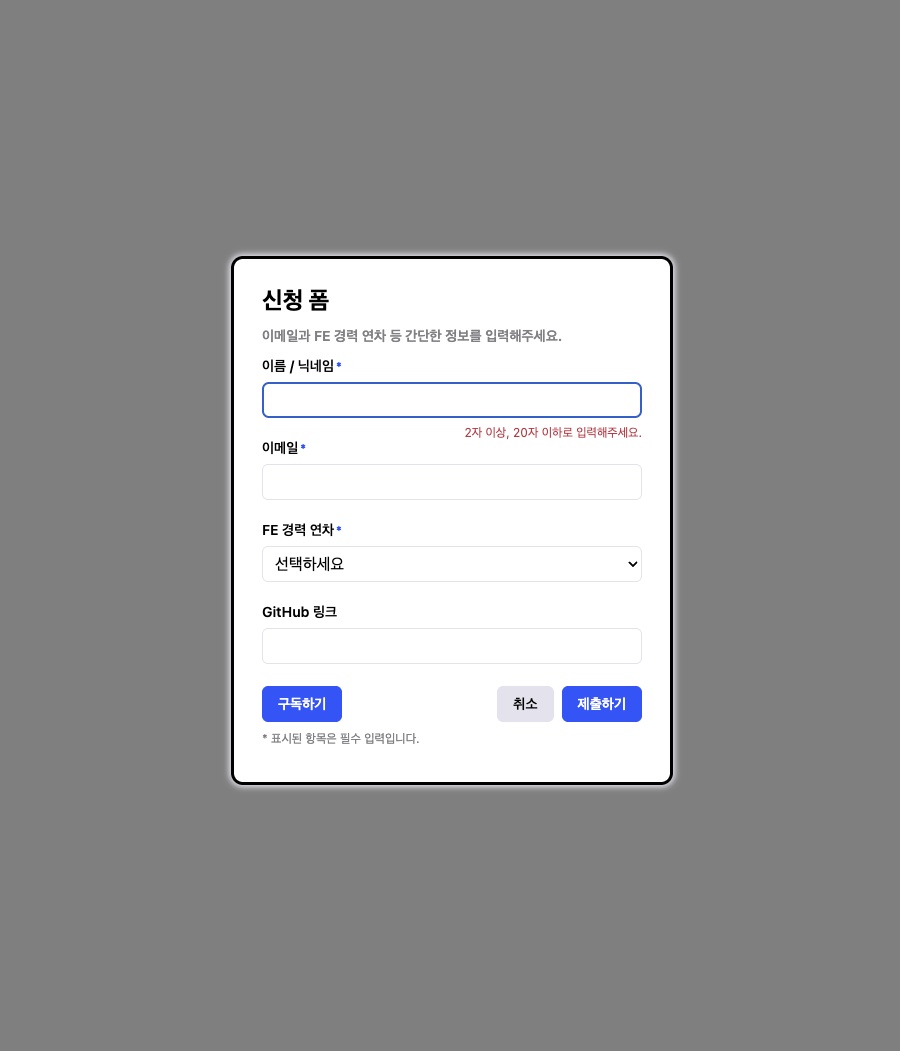 신청 폼
이메일과 FE 경력 연차 등 간단한 정보를 입력해주세요.
이름 / 닉네임 *
2자 이상, 20자 이하로 입력해주세요.
이메일 *
FE 경력 연차 *
선택하세요
GitHub 링크
구독하기 취소 제출하기
* 표시된 항목은 필수 입력입니다.